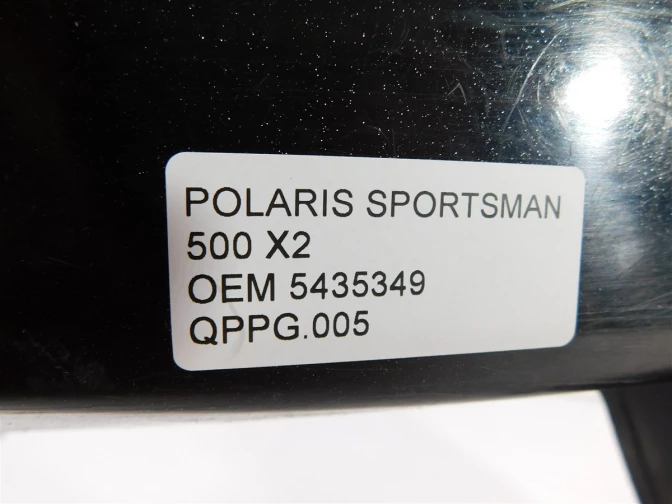 POLARIS SPORTSMAN
500 X2
OEM 5435349
QPPG.005